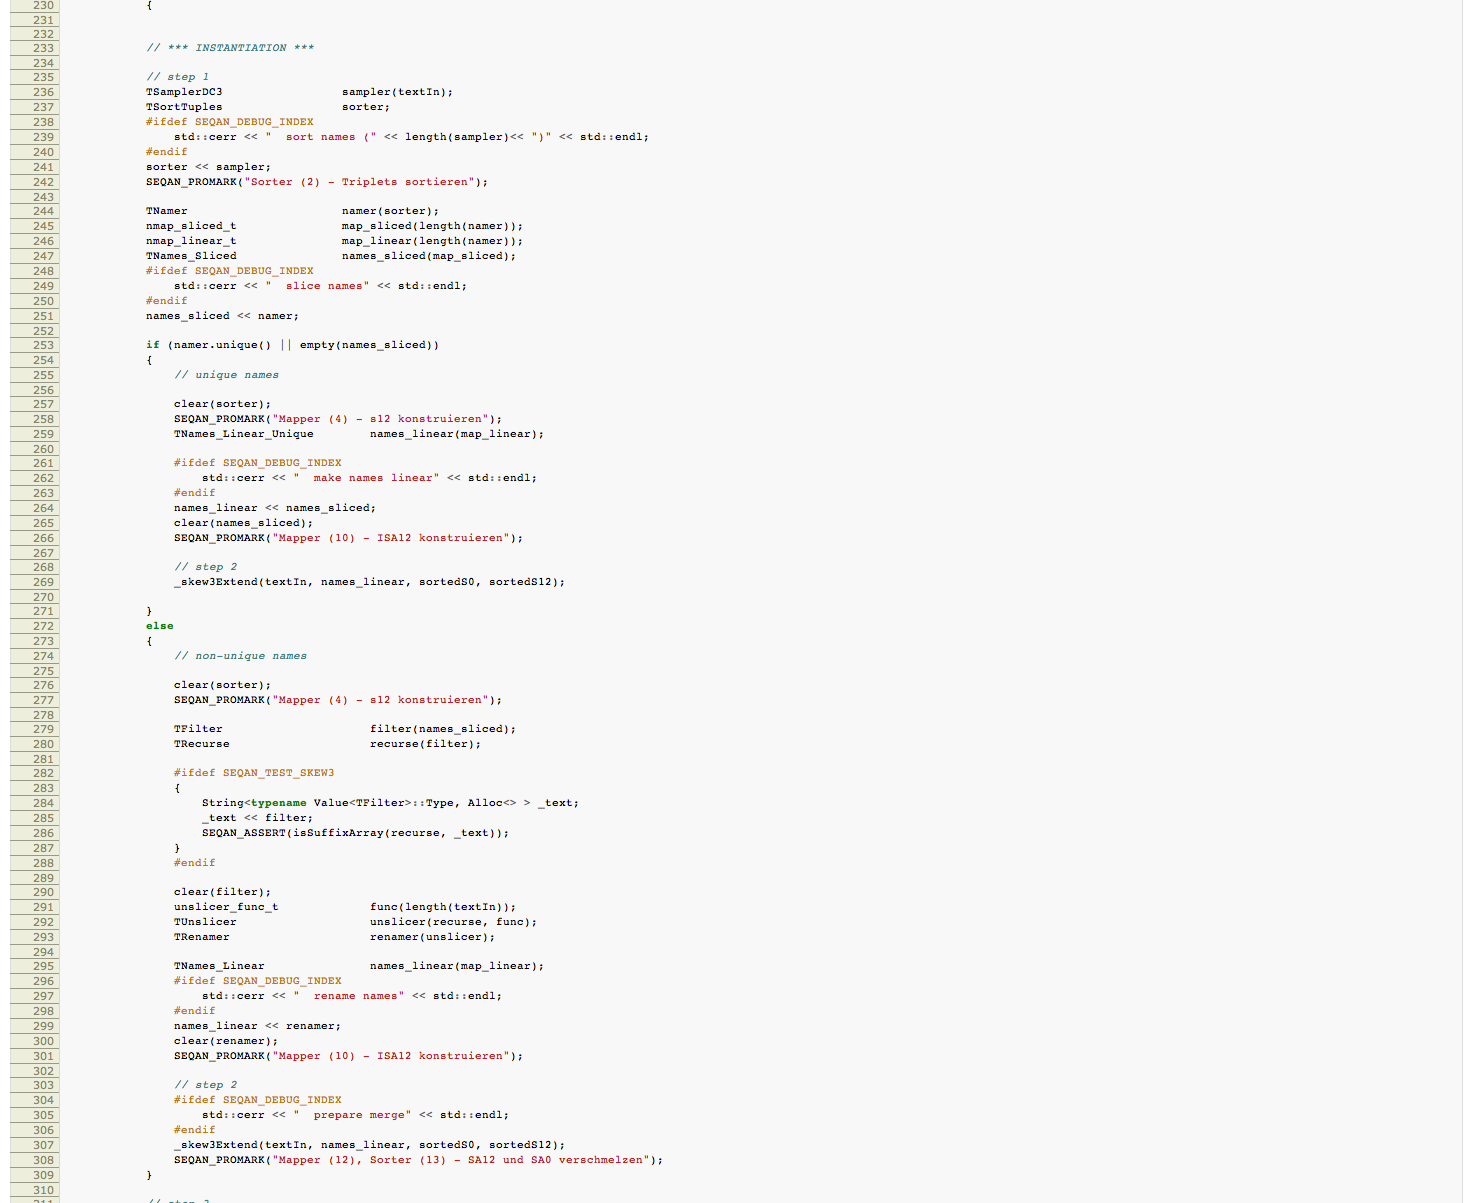 230 {
231
232
233 // *** INSTANTIATION ***
234
235 // step 1
236 TSamplerDC3 sampler(textIn);
237 TSortTuples sorter;
238 #ifdef SEQAN_DEBUG_INDEX
239 std::cerr << "  sort names (" << length(sampler)<< ")" << std::endl;
240 #endif
241 sorter << sampler;
242 SEQAN_PROMARK("Sorter (2) - Triplets sortieren");
243
244 TNamer namer(sorter);
245 nmap_sliced_t map_sliced(length(namer));
246 nmap_linear_t map_linear(length(namer));
247 TNames_Sliced names_sliced(map_sliced);
248 #ifdef SEQAN_DEBUG_INDEX
249 std::cerr << "  slice names" << std::endl;
250 #endif
251 names_sliced << namer;
252
253 if (namer.unique() || empty(names_sliced))
254 {
255 // unique names
256
257 clear(sorter);
258 SEQAN_PROMARK("Mapper (4) - s12 konstruieren");
259 TNames_Linear_Unique names_linear(map_linear);
260
261 #ifdef SEQAN_DEBUG_INDEX
262 std::cerr << "  make names linear" << std::endl;
263 #endif
264 names_linear << names_sliced;
265 clear(names_sliced);
266 SEQAN_PROMARK("Mapper (10) - ISA12 konstruieren");
267
268 // step 2
269 _skew3Extend(textIn, names_linear, sortedS0, sortedS12);
270
271 }
272 else
273 {
274 // non-unique names
275
276 clear(sorter);
277 SEQAN_PROMARK("Mapper (4) - s12 konstruieren");
278
279 TFilter filter(names_sliced);
280 TRecurse recurse(filter);
281
282 #ifdef SEQAN_TEST_SKEW3
283 {
284 String<typename Value<TFilter>::Type, Alloc<> > _text;
285 _text << filter;
286 SEQAN_ASSERT(isSuffixArray(recurse, _text));
287 }
288 #endif
289
290 clear(filter);
291 unslicer_func_t func(length(textIn));
292 TUnslicer unslicer(recurse, func);
293 TRenamer renamer(unslicer);
294
295 TNames_Linear names_linear(map_linear);
296 #ifdef SEQAN_DEBUG_INDEX
297 std::cerr << "  rename names" << std::endl;
298 #endif
299 names_linear << renamer;
300 clear(renamer);
301 SEQAN_PROMARK("Mapper (10) - ISA12 konstruieren");
302
303 // step 2
304 #ifdef SEQAN_DEBUG_INDEX
305 std::cerr << "  prepare merge" << std::endl;
306 #endif
307 _skew3Extend(textIn, names_linear, sortedS0, sortedS12);
308 SEQAN_PROMARK("Mapper (12), Sorter (13) - SA12 und SA0 verschmelzen");
309 }
310